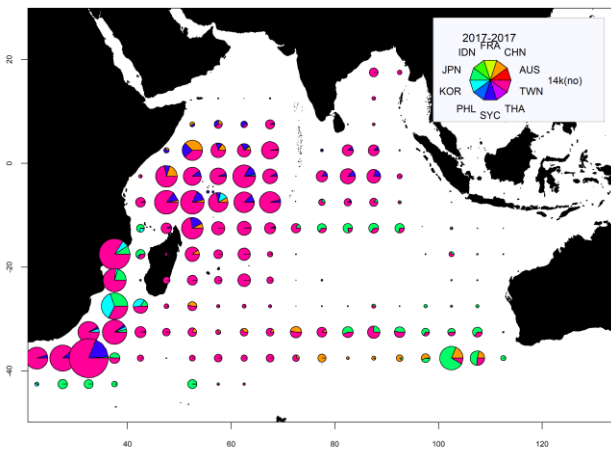 2017-2017
FRA
IDN CHN
JPN AUS
KOR TWN 14k(no)
PHL THA
SYC
20
0
-20
-40
40 60 80 100 120